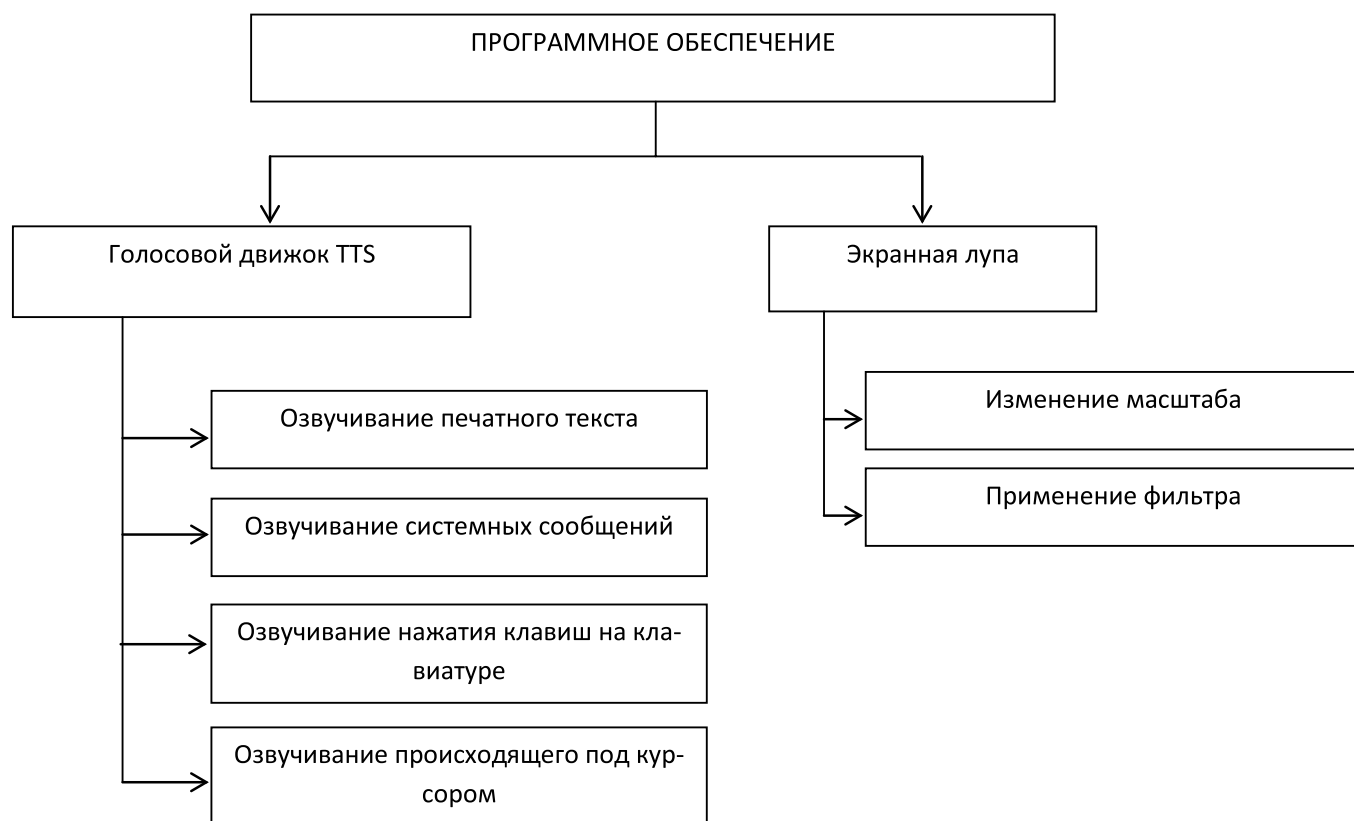 ПРОГРАММНОЕ ОБЕСПЕЧЕНИЕ
Голосовой движок TTS
Экранная лупа
Озвучивание печатного текста
Озвучивание системных сообщений
Озвучивание нажатия клавиш на кла-
виатуре
Озвучивание происходящего под кур-
сором
Изменение масштаба
Применение фильтра